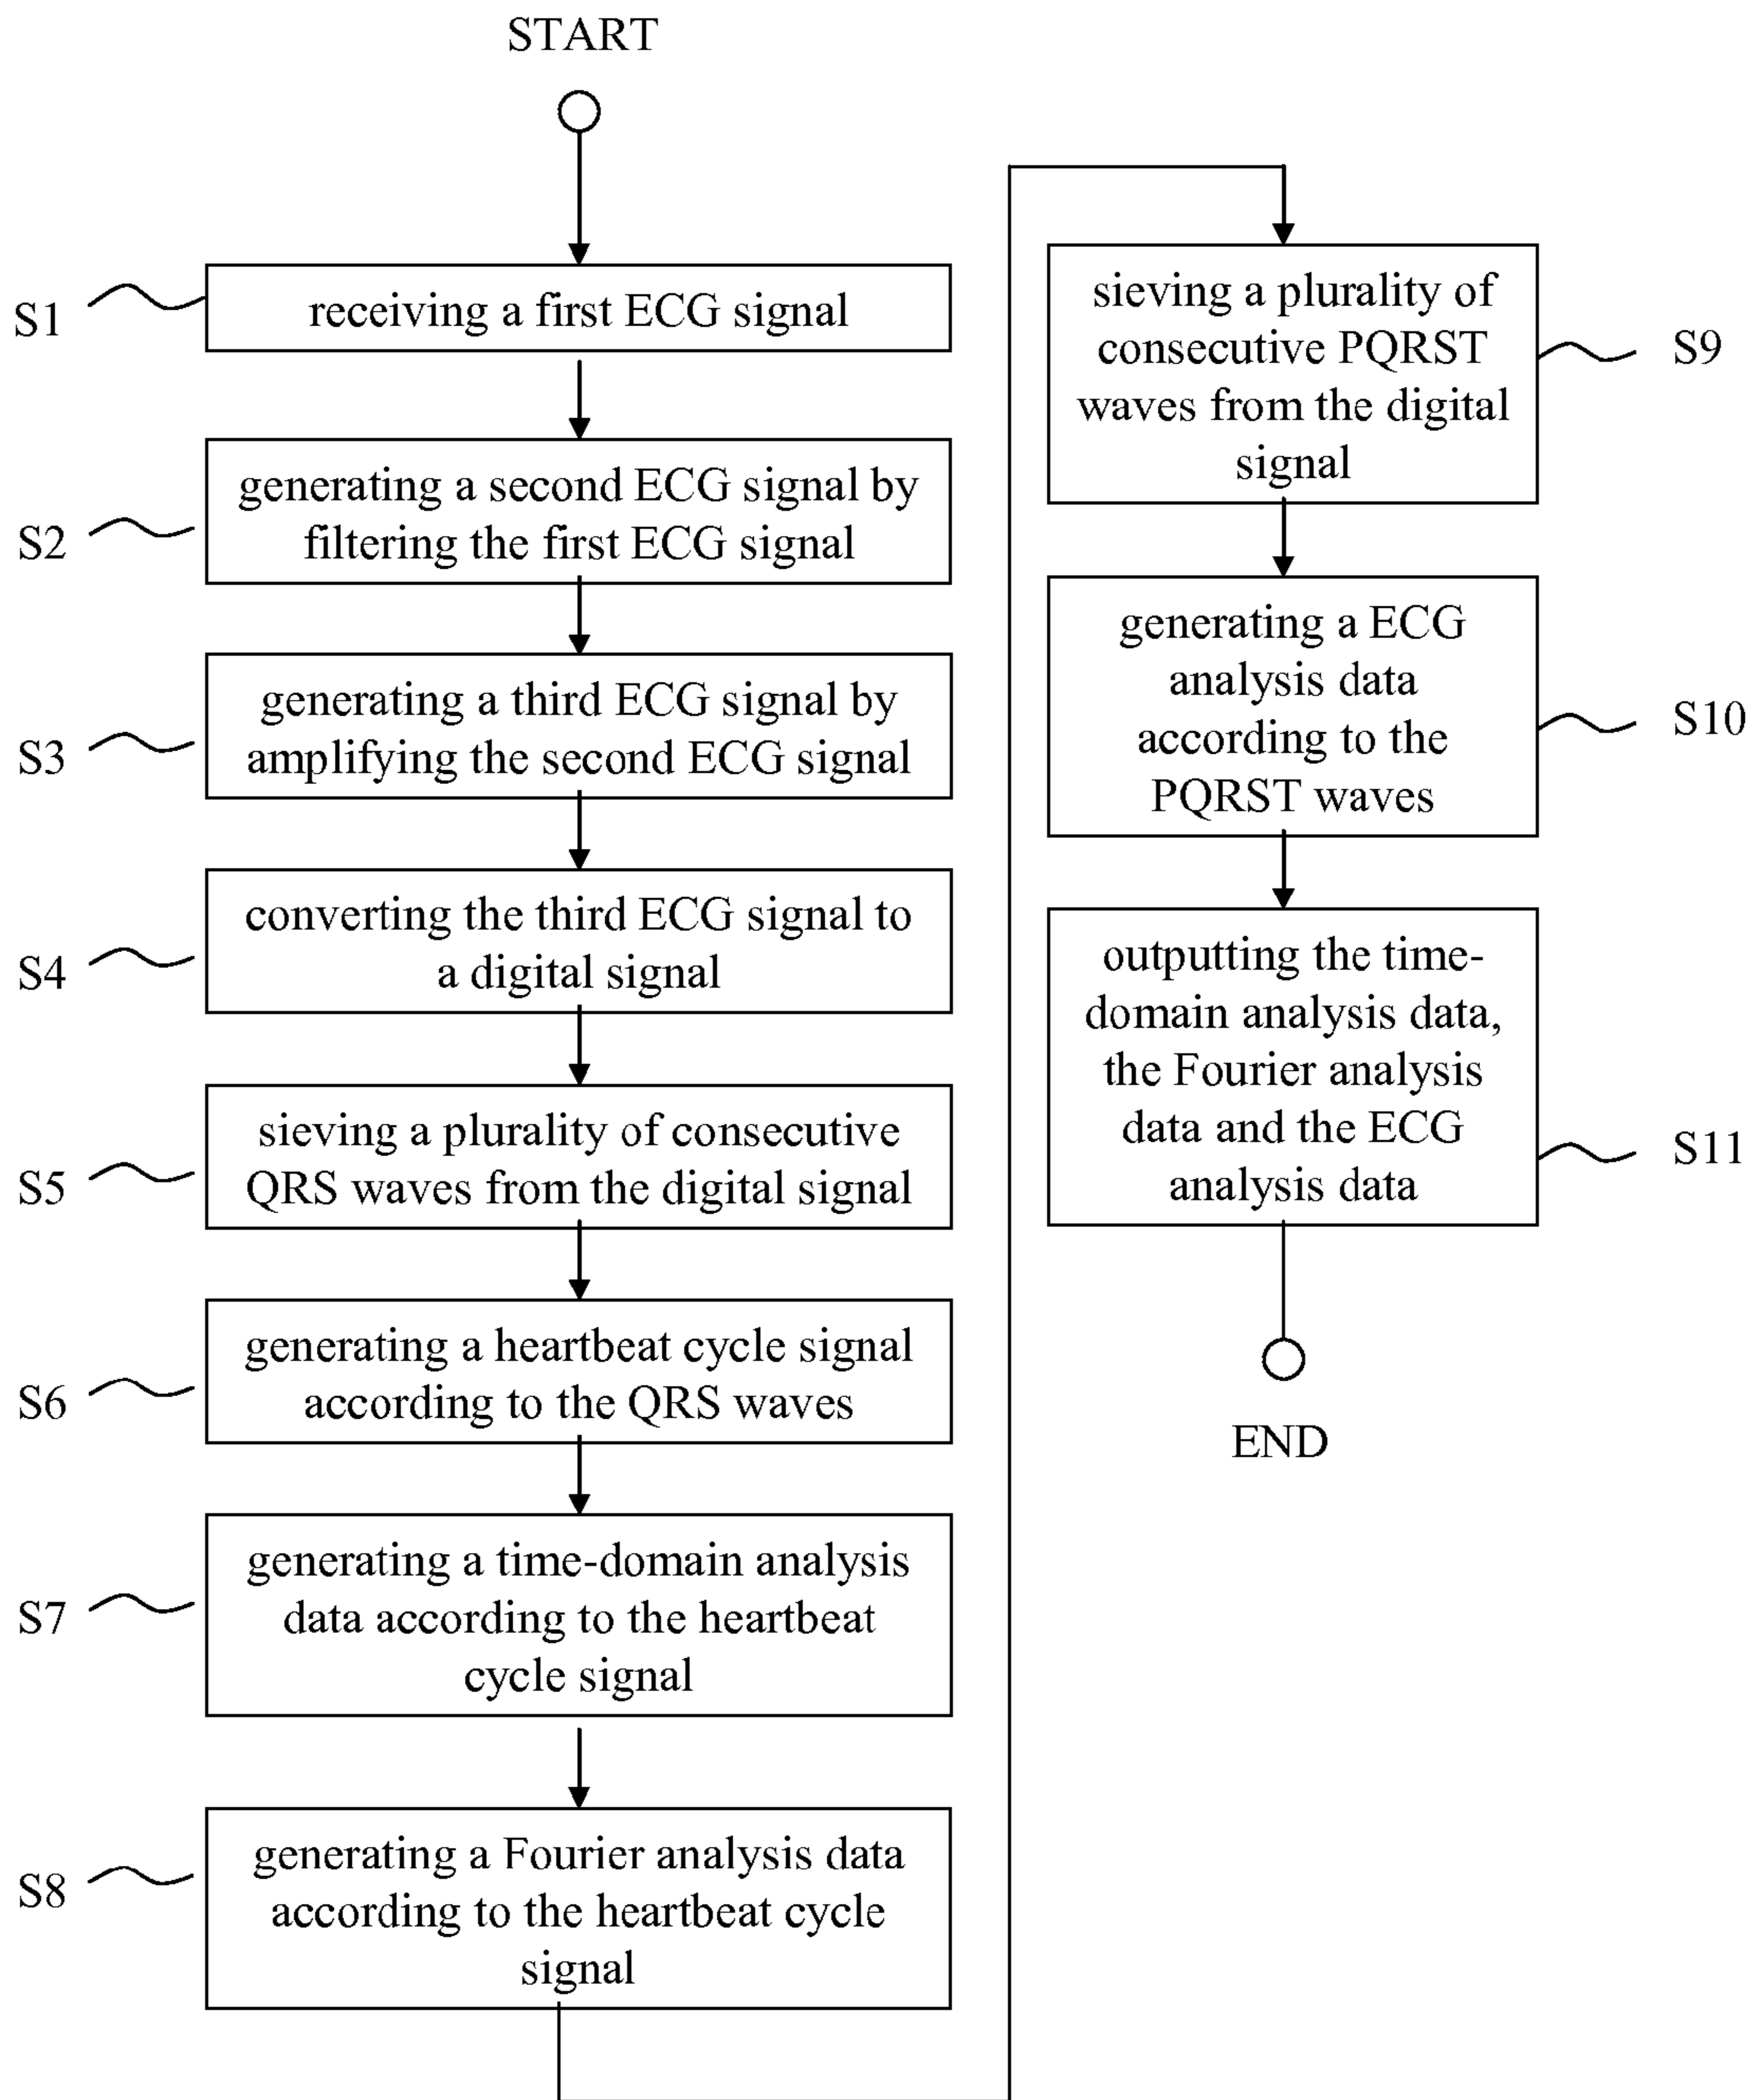 START
S1
receiving a first ECG signal
S2
generating a second ECG signal by
filtering the first ECG signal
S3
generating a third ECG signal by
amplifying the second ECG signal
S4
converting the third ECG signal to
a digital signal
S5
sieving a plurality of consecutive
QRS waves from the digital signal
S6
generating a heartbeat cycle signal
according to the QRS waves
S7
generating a time-domain analysis
data according to the heartbeat
cycle signal
S8
generating a Fourier analysis data
according to the heartbeat cycle
signal
sieving a plurality of
consecutive PQRST
waves from the digital
signal
S9
generating a ECG
analysis data
according to the
PQRST waves
S10
outputting the time-
domain analysis data,
the Fourier analysis
data and the ECG
analysis data
S11
END